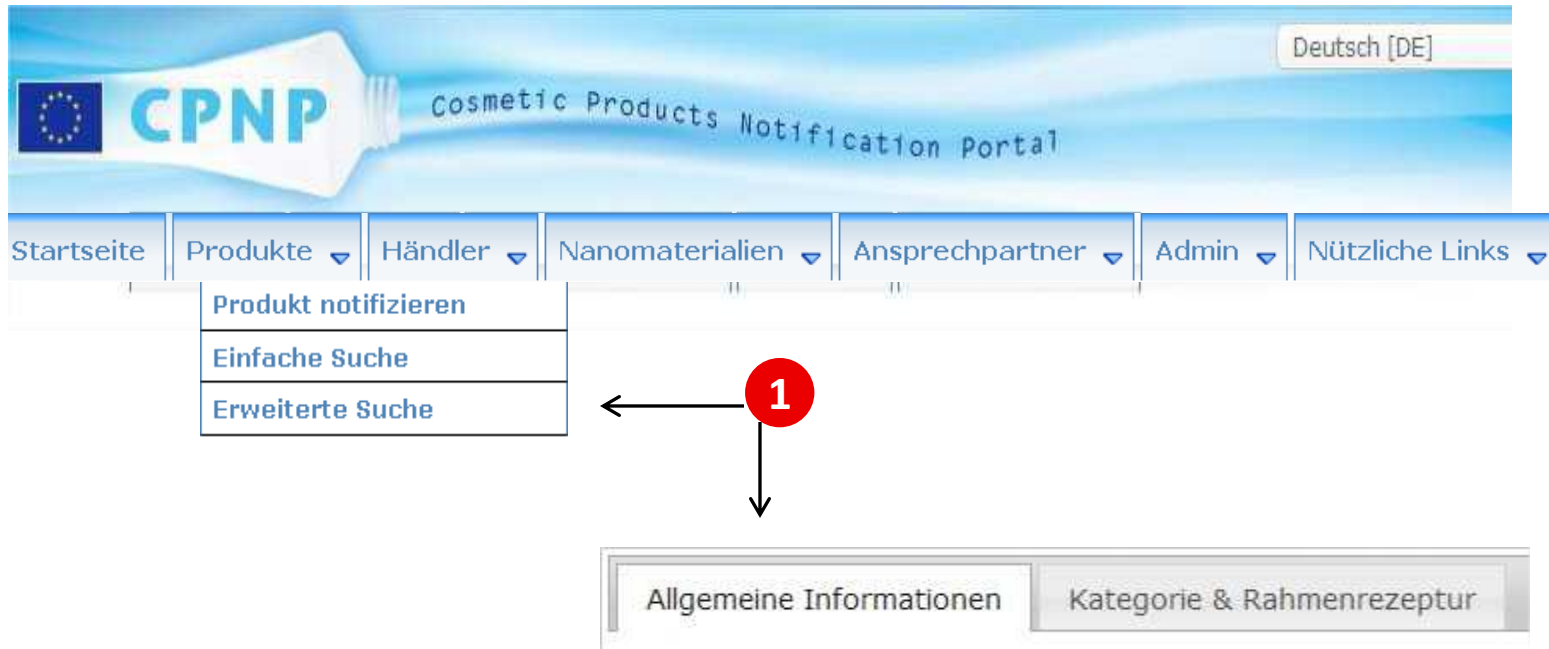 Deutsch [DE]
CPNP Cosmetic Products Notification Portal
Startseite Produkte Händler Nanomaterialien Ansprechpartner Admin Nützliche Links
Produkt notifizieren
Einfache Suche
Erweiterte Suche
1
Allgemeine Informationen Kategorie & Rahmenrezeptur